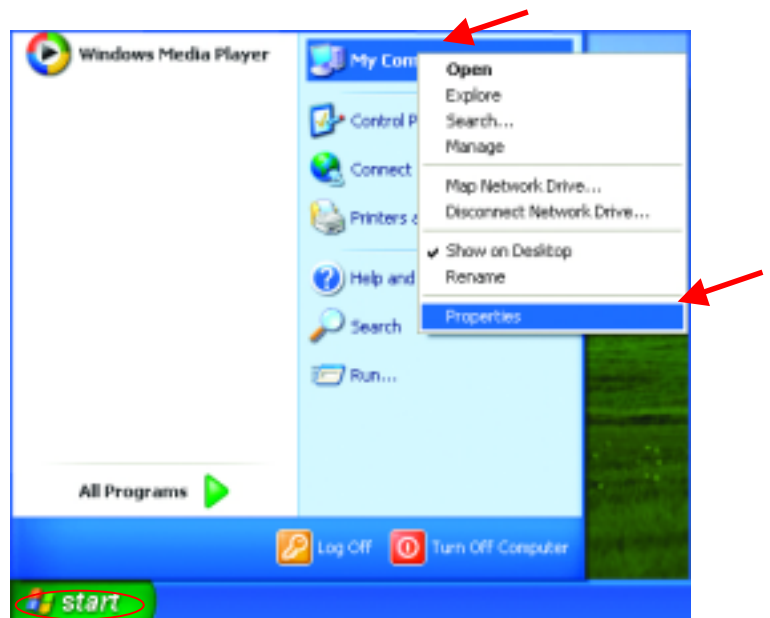 Windows Media Player
My Com
Control P
Connect
Printers a
Help and
Search
Run...
Open
Explore
Search...
Manage
Map Network Drive...
Disconnect Network Drive...
Show on Desktop
Rename
Properties
All Programs
Log Off
Turn Off Computer
start